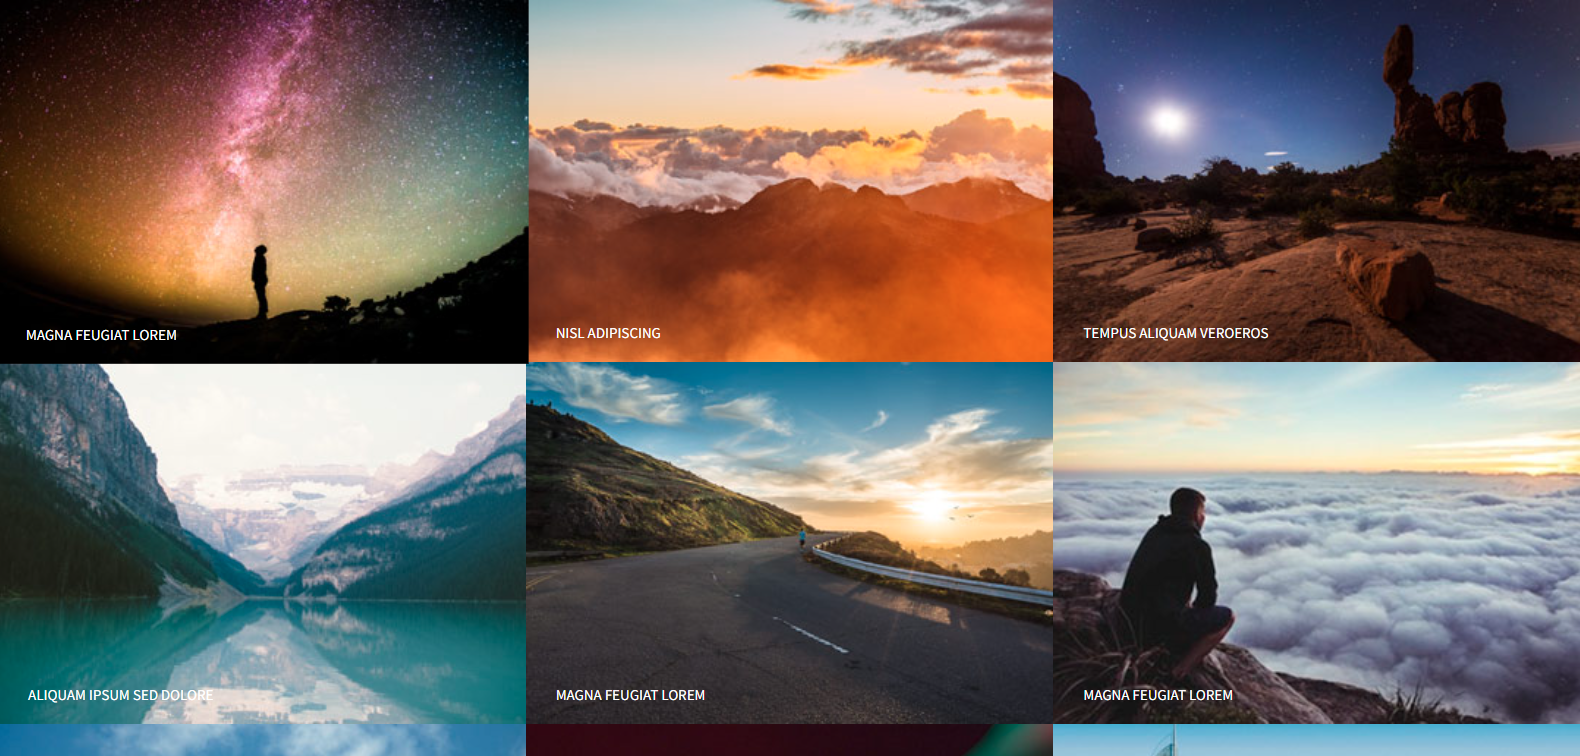 MAGNA FEUGIAT LOREM
NISL ADIPISCING
TEMPUS ALIQUAM VEROEROS
ALIQUAM IPSUM SED DOLORE
MAGNA FEUGIAT LOREM
MAGNA FEUGIAT LOREM